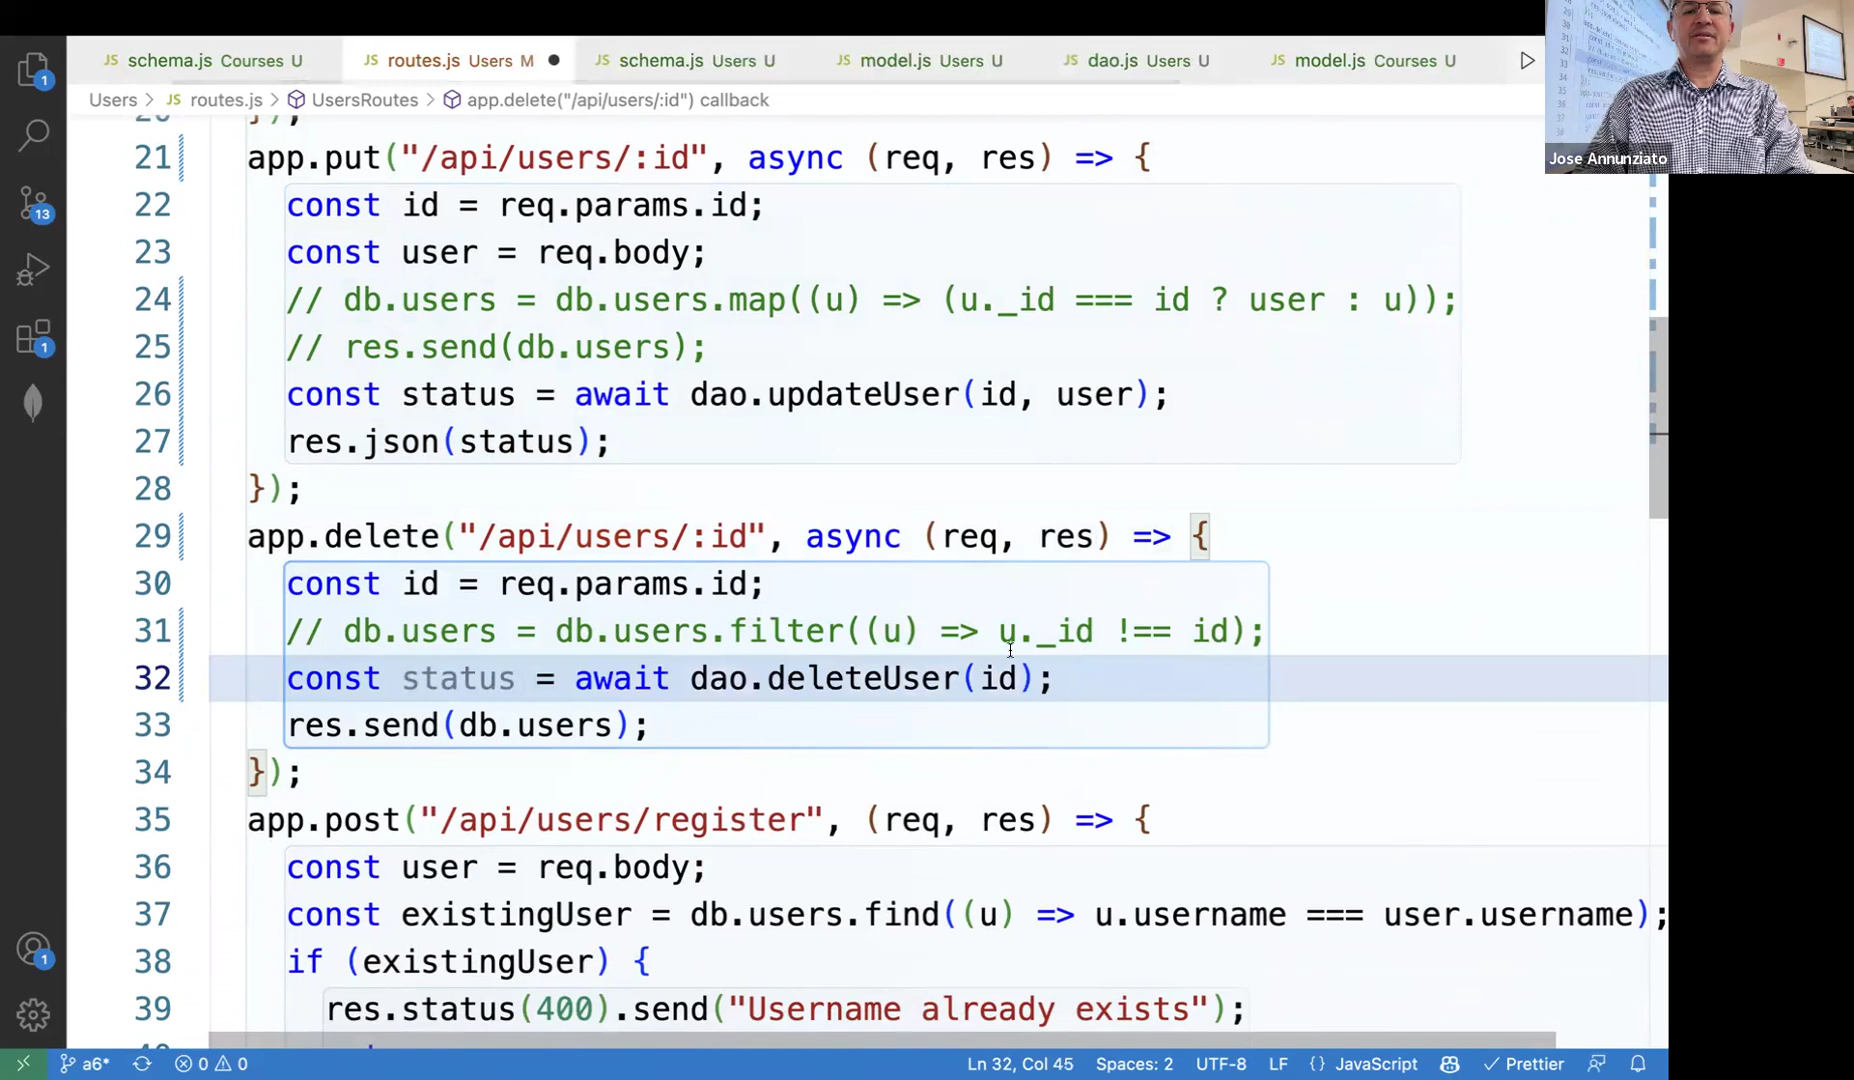 JS schema.js Courses U
JS routes.js Users M
JS schema.js Users U
JS model.js Users U
JS dao.js Users U
JS model.js Courses U
Jose Annunziato
Users > JS routes.js > UsersRoutes > app.delete("/api/users/:id") callback
20 });
21 app.put("/api/users/:id", async (req, res) => {
22 const id = req.params.id;
23 const user = req.body;
24 // db.users = db.users.map((u) => (u._id === id ? user : u));
25 // res.send(db.users);
26 const status = await dao.updateUser(id, user);
27 res.json(status);
28 });
29 app.delete("/api/users/:id", async (req, res) => {
30 const id = req.params.id;
31 // db.users = db.users.filter((u) => u._id !== id);
32 const status = await dao.deleteUser(id);
33 res.send(db.users);
34 });
35 app.post("/api/users/register", (req, res) => {
36 const user = req.body;
37 const existingUser = db.users.find((u) => u.username === user.username);
38 if (existingUser) {
39 res.status(400).send("Username already exists");
1
13
1
1
a6* 0 0 Ln 32, Col 45 Spaces: 2 UTF-8 LF {} JavaScript Prettier